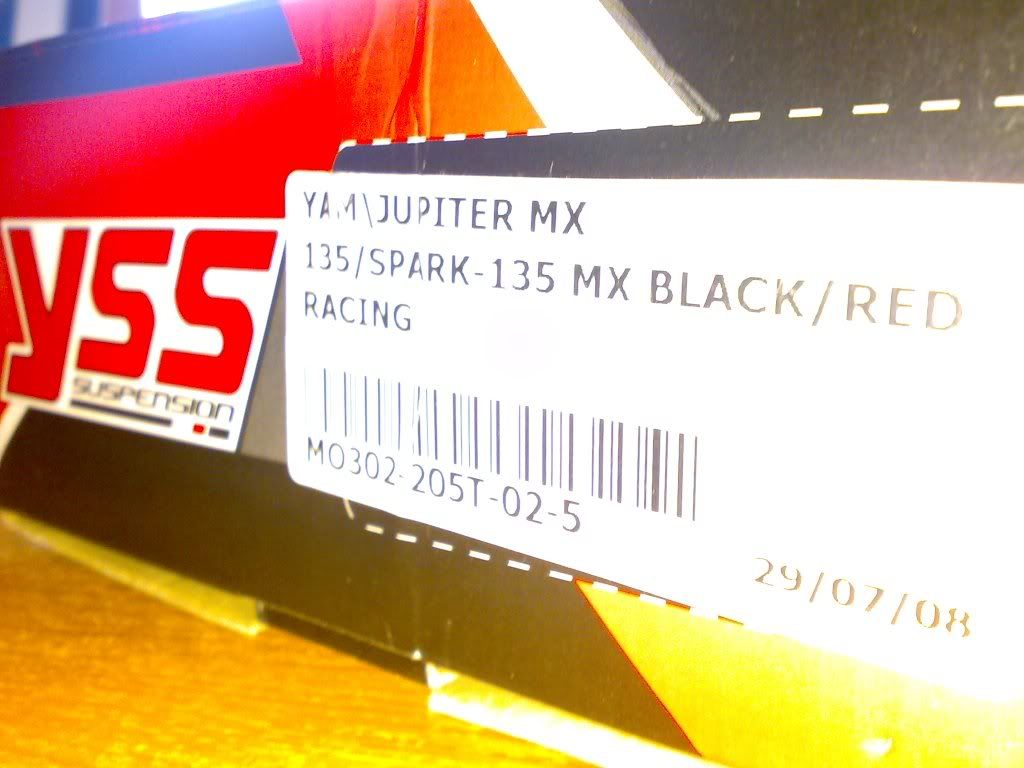 YSS
SUSPENSION
YAM\JUPITER MX
135/SPARK-135 MX BLACK/RED
RACING
MO302-205T-02-5
29/07/08